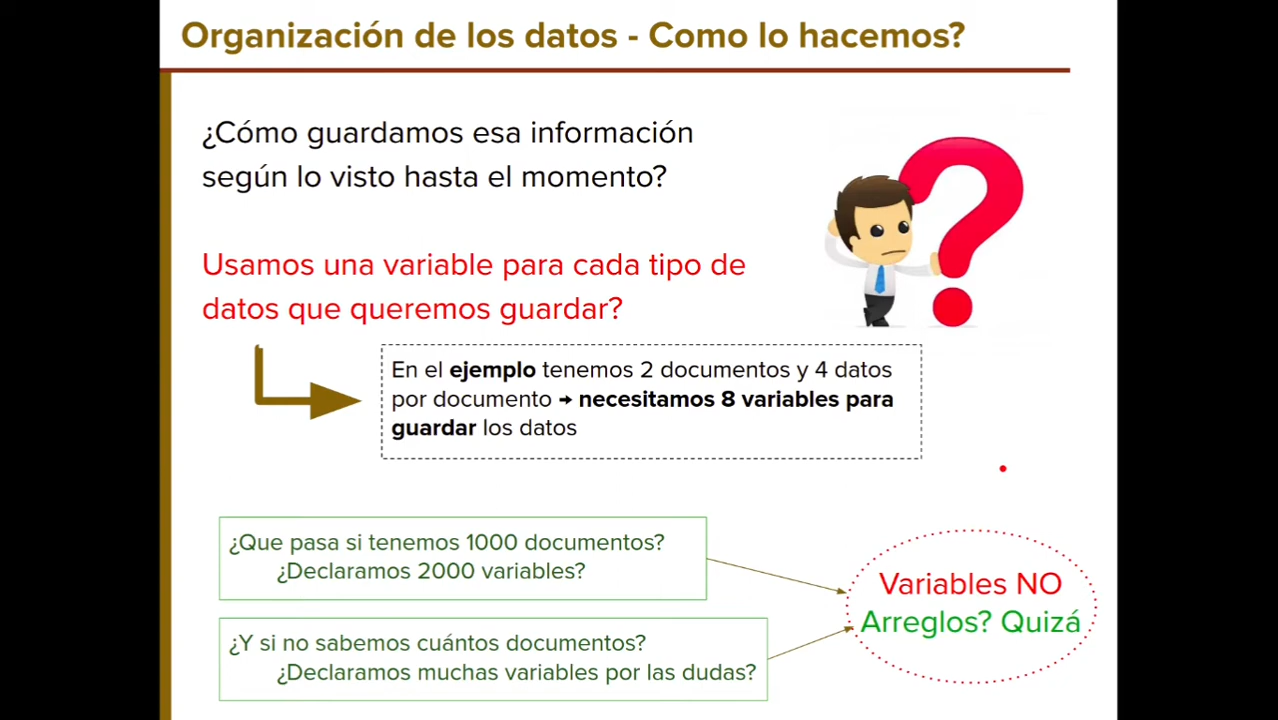 Organización de los datos - Como lo hacemos?
¿Cómo guardamos esa información
según lo visto hasta el momento?
Usamos una variable para cada tipo de
datos que queremos guardar?
En el ejemplo tenemos 2 documentos y 4 datos
por documento → necesitamos 8 variables para
guardar los datos
¿Que pasa si tenemos 1000 documentos?
¿Declaramos 2000 variables?
¿Y si no sabemos cuántos documentos?
¿Declaramos muchas variables por las dudas?
Variables NO
Arreglos? Quizá